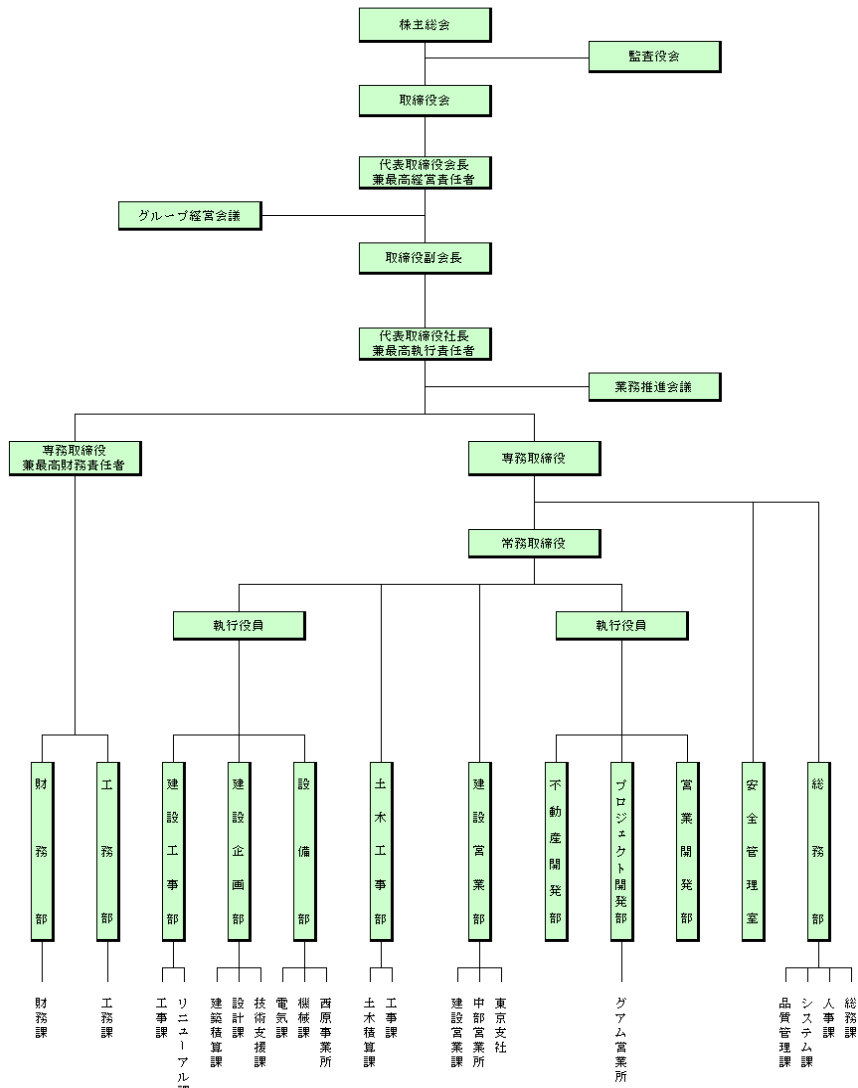 株主総会
監査役会
取締役会
代表取締役会長
兼最高経営責任者
グループ経営会議
取締役副会長
代表取締役社長
兼最高執行責任者
業務推進会議
専務取締役
兼最高財務責任者
専務取締役
常務取締役
執行役員
執行役員
財務部
工務部
建設工事部
建設企画部
設備部
土木工事部
建設営業部
不動産開発部
プロジェクト開発部
営業開発部
安全管理室
総務部
財務課
工務課
工事課
リニューアル課
建築積算課
設計課
技術支援課
電気課
機械課
西原事業所
土木積算課
工事課
建設営業課
中部営業所
東京支社
グアム営業所
品質管理課
システム課
人事課
総務課